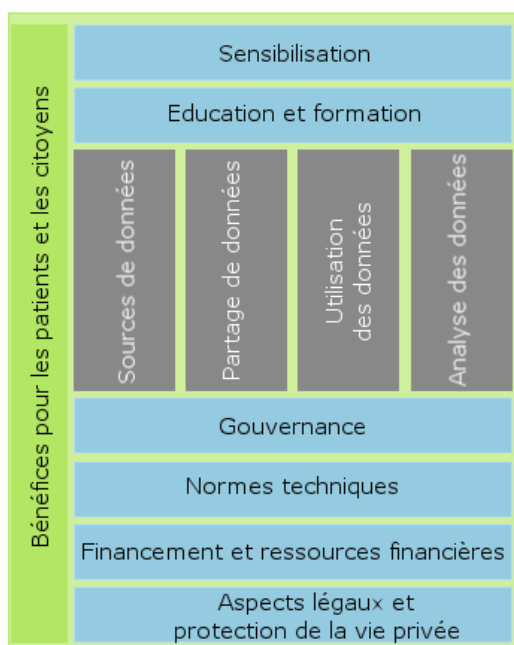 Bénéfices pour les patients et les citoyens
Sensibilisation
Education et formation
Sources de données
Partage de données
Utilisation
des données
Analyse des données
Gouvernance
Normes techniques
Financement et ressources financières
Aspects légaux et
protection de la vie privée